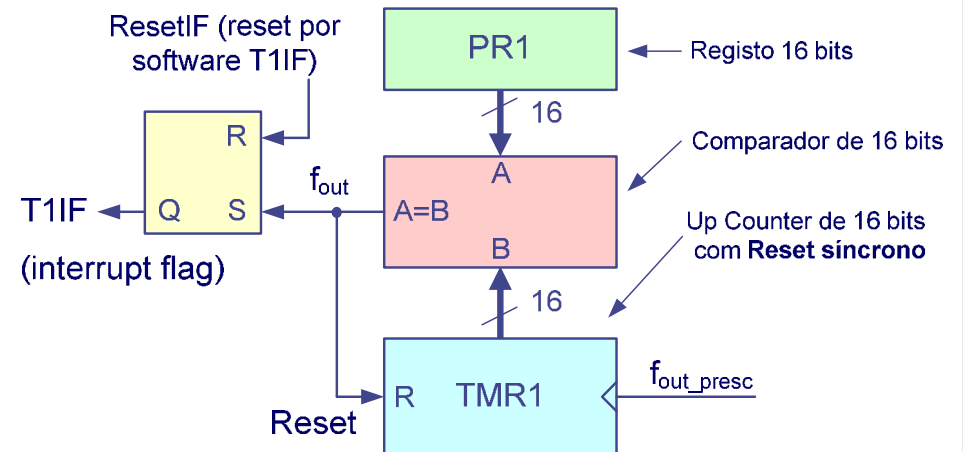 ResetIF (reset por
software T1IF)
PR1
Registo 16 bits
16
R
A
Comparador de 16 bits
fout
T1IF
Q
S
A=B
(interrupt flag)
B
Up Counter de 16 bits
com Reset síncrono
16
R
TMR1
fout_presc
Reset